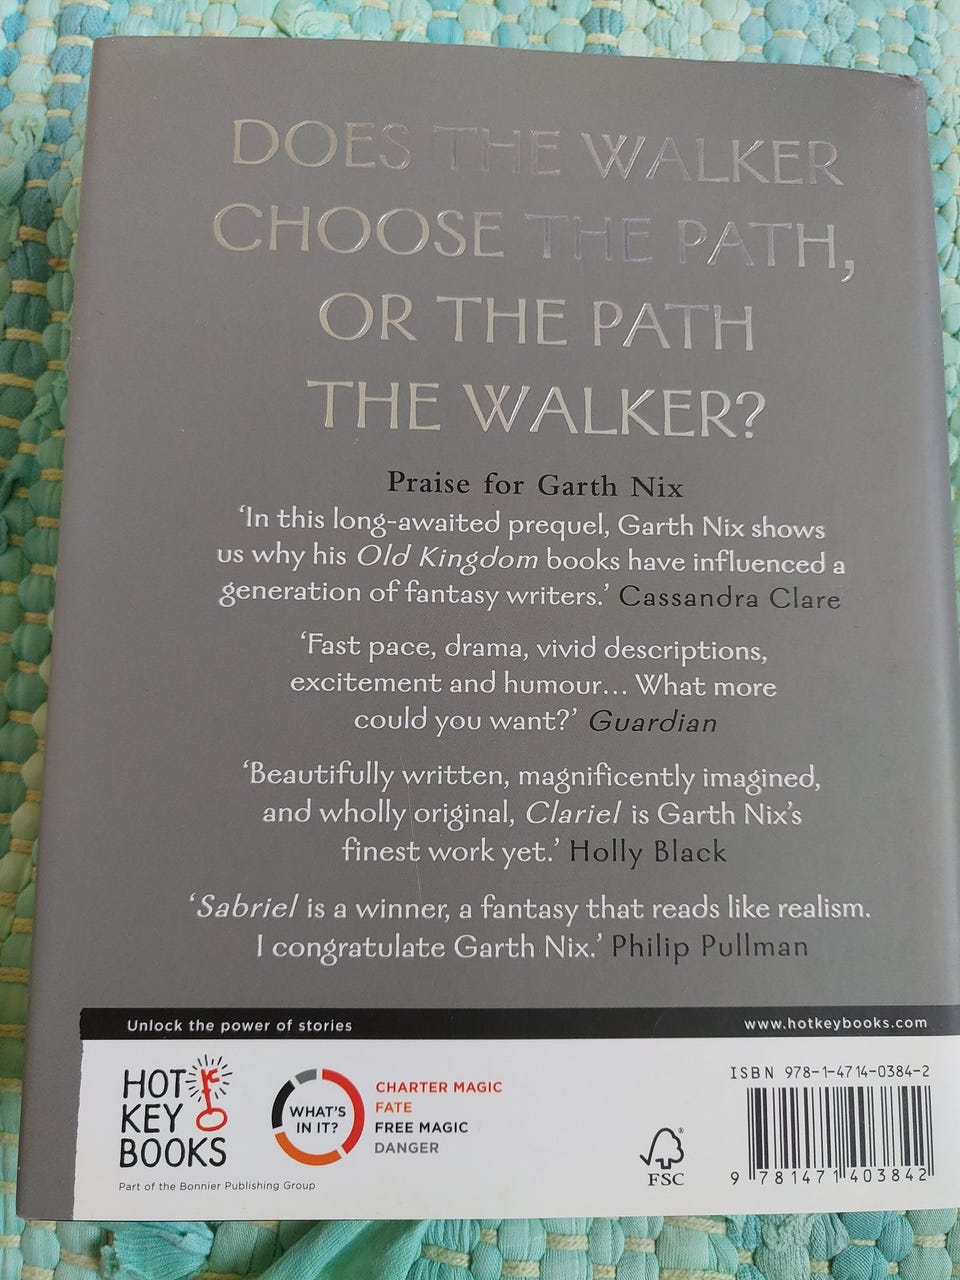 DOES THE WALKER
CHOOSE THE PATH,
OR THE PATH
THE WALKER?
Praise for Garth Nix
‘In this long-awaited prequel, Garth Nix shows
us why his Old Kingdom books have influenced a
generation of fantasy writers.’ Cassandra Clare
‘Fast pace, drama, vivid descriptions,
excitement and humour... What more
could you want?’ Guardian
‘Beautifully written, magnificently imagined,
and wholly original, Clariel is Garth Nix’s
finest work yet.’ Holly Black
‘Sabriel is a winner, a fantasy that reads like realism.
I congratulate Garth Nix.’ Philip Pullman
Unlock the power of stories
www.hotkeybooks.com
HOT
KEY
BOOKS
Part of the Bonnier Publishing Group
WHAT’S
IN IT?
CHARTER MAGIC
FATE
FREE MAGIC
DANGER
®
FSC
ISBN 978-1-4714-0384-2
9 781471 403842